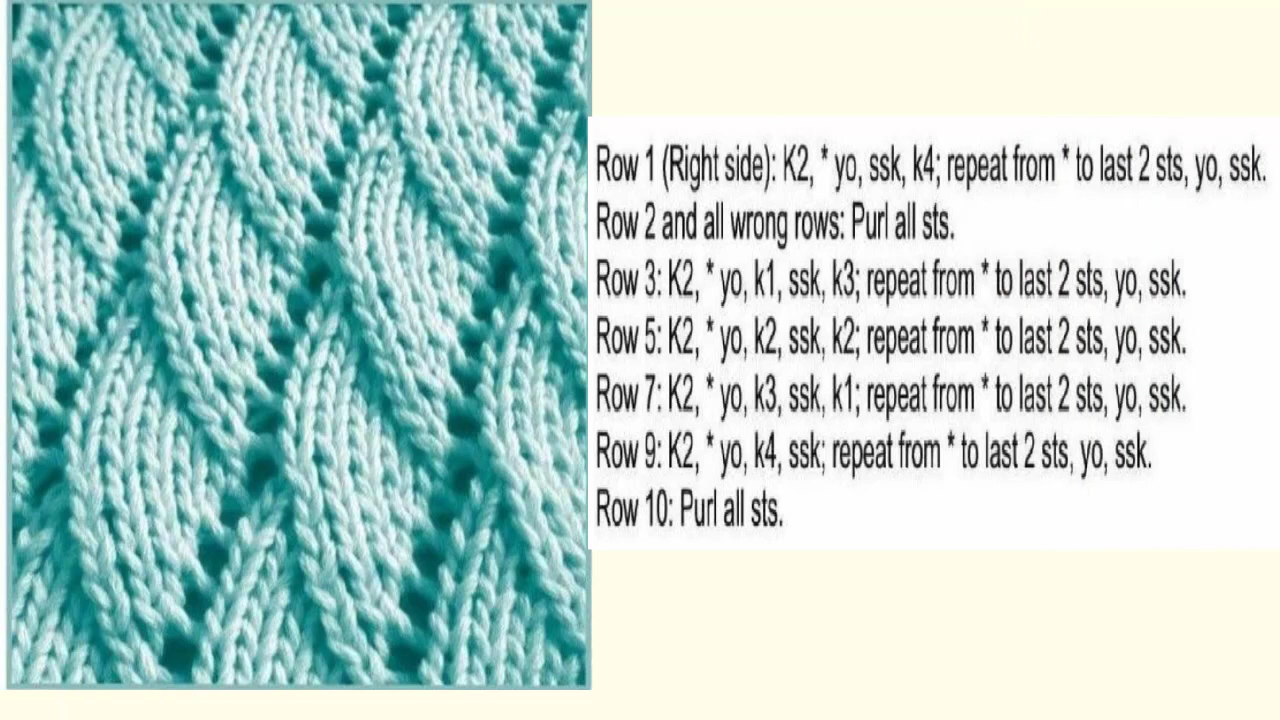 Row 1 (Right side): K2, * yo, ssk, k4; repeat from * to last 2 sts, yo, ssk.
Row 2 and all wrong rows: Purl all sts.
Row 3: K2, * yo, k1, ssk, k3; repeat from * to last 2 sts, yo, ssk.
Row 5: K2, * yo, k2, ssk, k2; repeat from * to last 2 sts, yo, ssk.
Row 7: K2, * yo, k3, ssk, k1; repeat from * to last 2 sts, yo, ssk.
Row 9: K2, * yo, k4, ssk; repeat from * to last 2 sts, yo, ssk.
Row 10: Purl all sts.